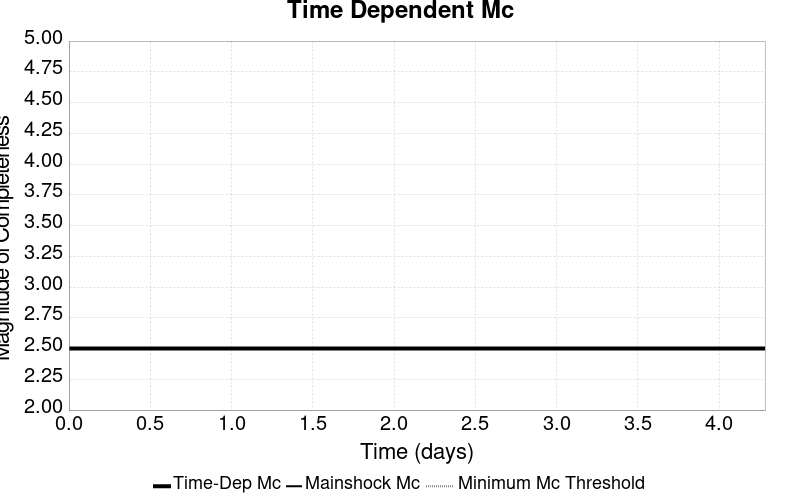 Time Dependent Mc
Magnitude of Completeness
5.00
4.75
4.50
4.25
4.00
3.75
3.50
3.25
3.00
2.75
2.50
2.25
2.00
0.0 0.5 1.0 1.5 2.0 2.5 3.0 3.5 4.0
Time (days)
Time-Dep Mc Mainshock Mc Minimum Mc Threshold